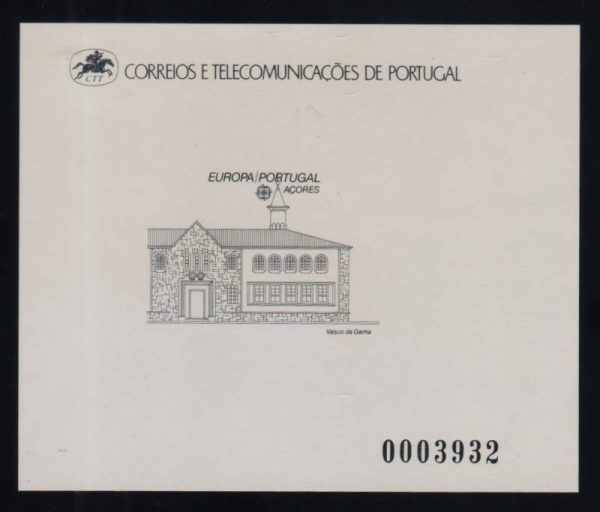 CTT
CORREIOS E TELECOMUNICAÇÕES DE PORTUGAL
EUROPA/PORTUGAL
AÇORES
Vasco da Gama
0003932